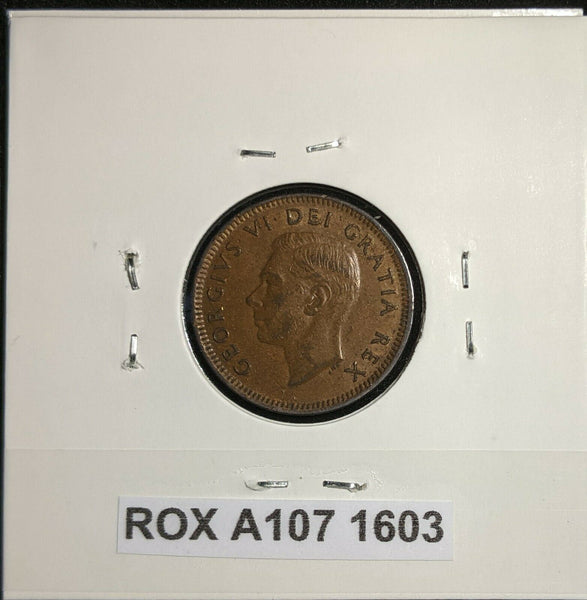 GEORGIVS VI · DEI · GRATIA REX
ROX A107 1603